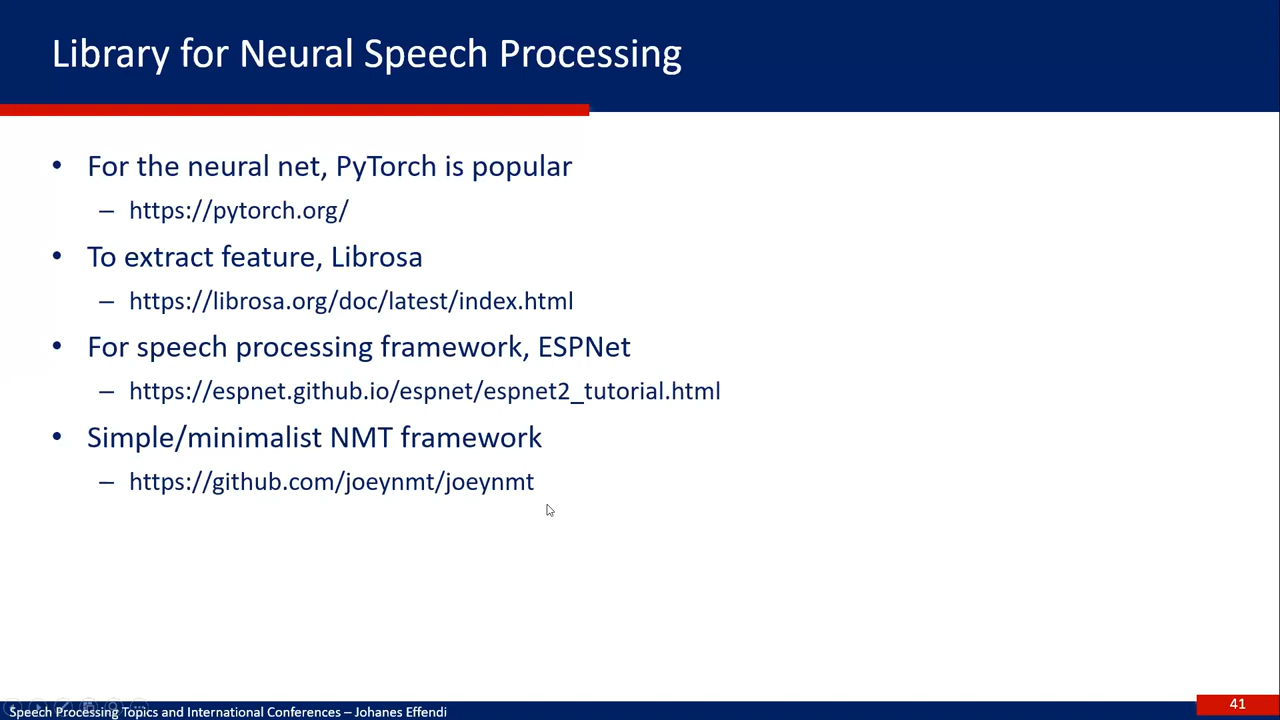 Library for Neural Speech Processing
• For the neural net, PyTorch is popular
– https://pytorch.org/
• To extract feature, Librosa
– https://librosa.org/doc/latest/index.html
• For speech processing framework, ESPNet
– https://espnet.github.io/espnet/espnet2_tutorial.html
• Simple/minimalist NMT framework
– https://github.com/joeynmt/joeynmt
Speech Processing Topics and International Conferences – Johanes Effendi
41